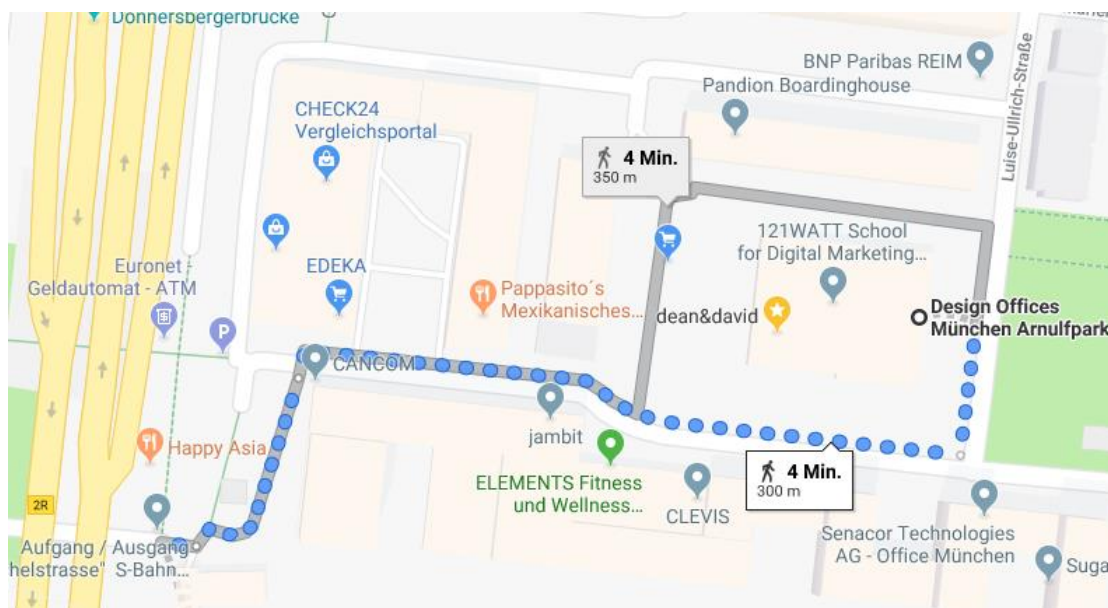 Donnersbergerbrücke
BNP Paribas REIM
Pandion Boardinghouse
Luise-Ullrich-Straße
CHECK24
Vergleichsportal
4 Min.
350 m
121WATT School
for Digital Marketing...
Euronet -
Geldautomat - ATM
EDEKA
Pappasito´s
Mexikanisches...
dean&david
Design Offices
München Arnulfpark
P
CANCOM
jambit
Happy Asia
ELEMENTS Fitness
und Wellness...
4 Min.
300 m
CLEVIS
2R
Senacor Technologies
AG - Office München
Aufgang / Ausgang
helstrasse" S-Bahn...
Suga